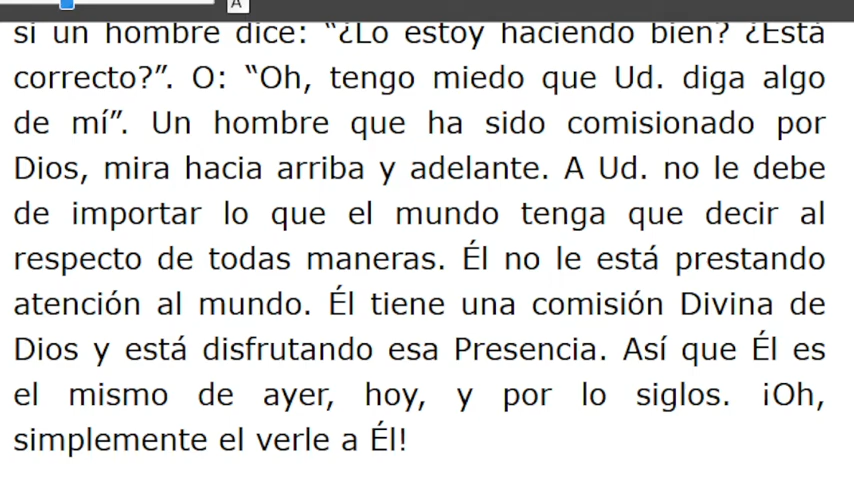 A
si un hombre dice: “¿Lo estoy haciendo bien? ¿Está
correcto?”. O: “Oh, tengo miedo que Ud. diga algo
de mí”. Un hombre que ha sido comisionado por
Dios, mira hacia arriba y adelante. A Ud. no le debe
de importar lo que el mundo tenga que decir al
respecto de todas maneras. Él no le está prestando
atención al mundo. Él tiene una comisión Divina de
Dios y está disfrutando esa Presencia. Así que Él es
el mismo de ayer, hoy, y por lo siglos. ¡Oh,
simplemente el verle a Él!